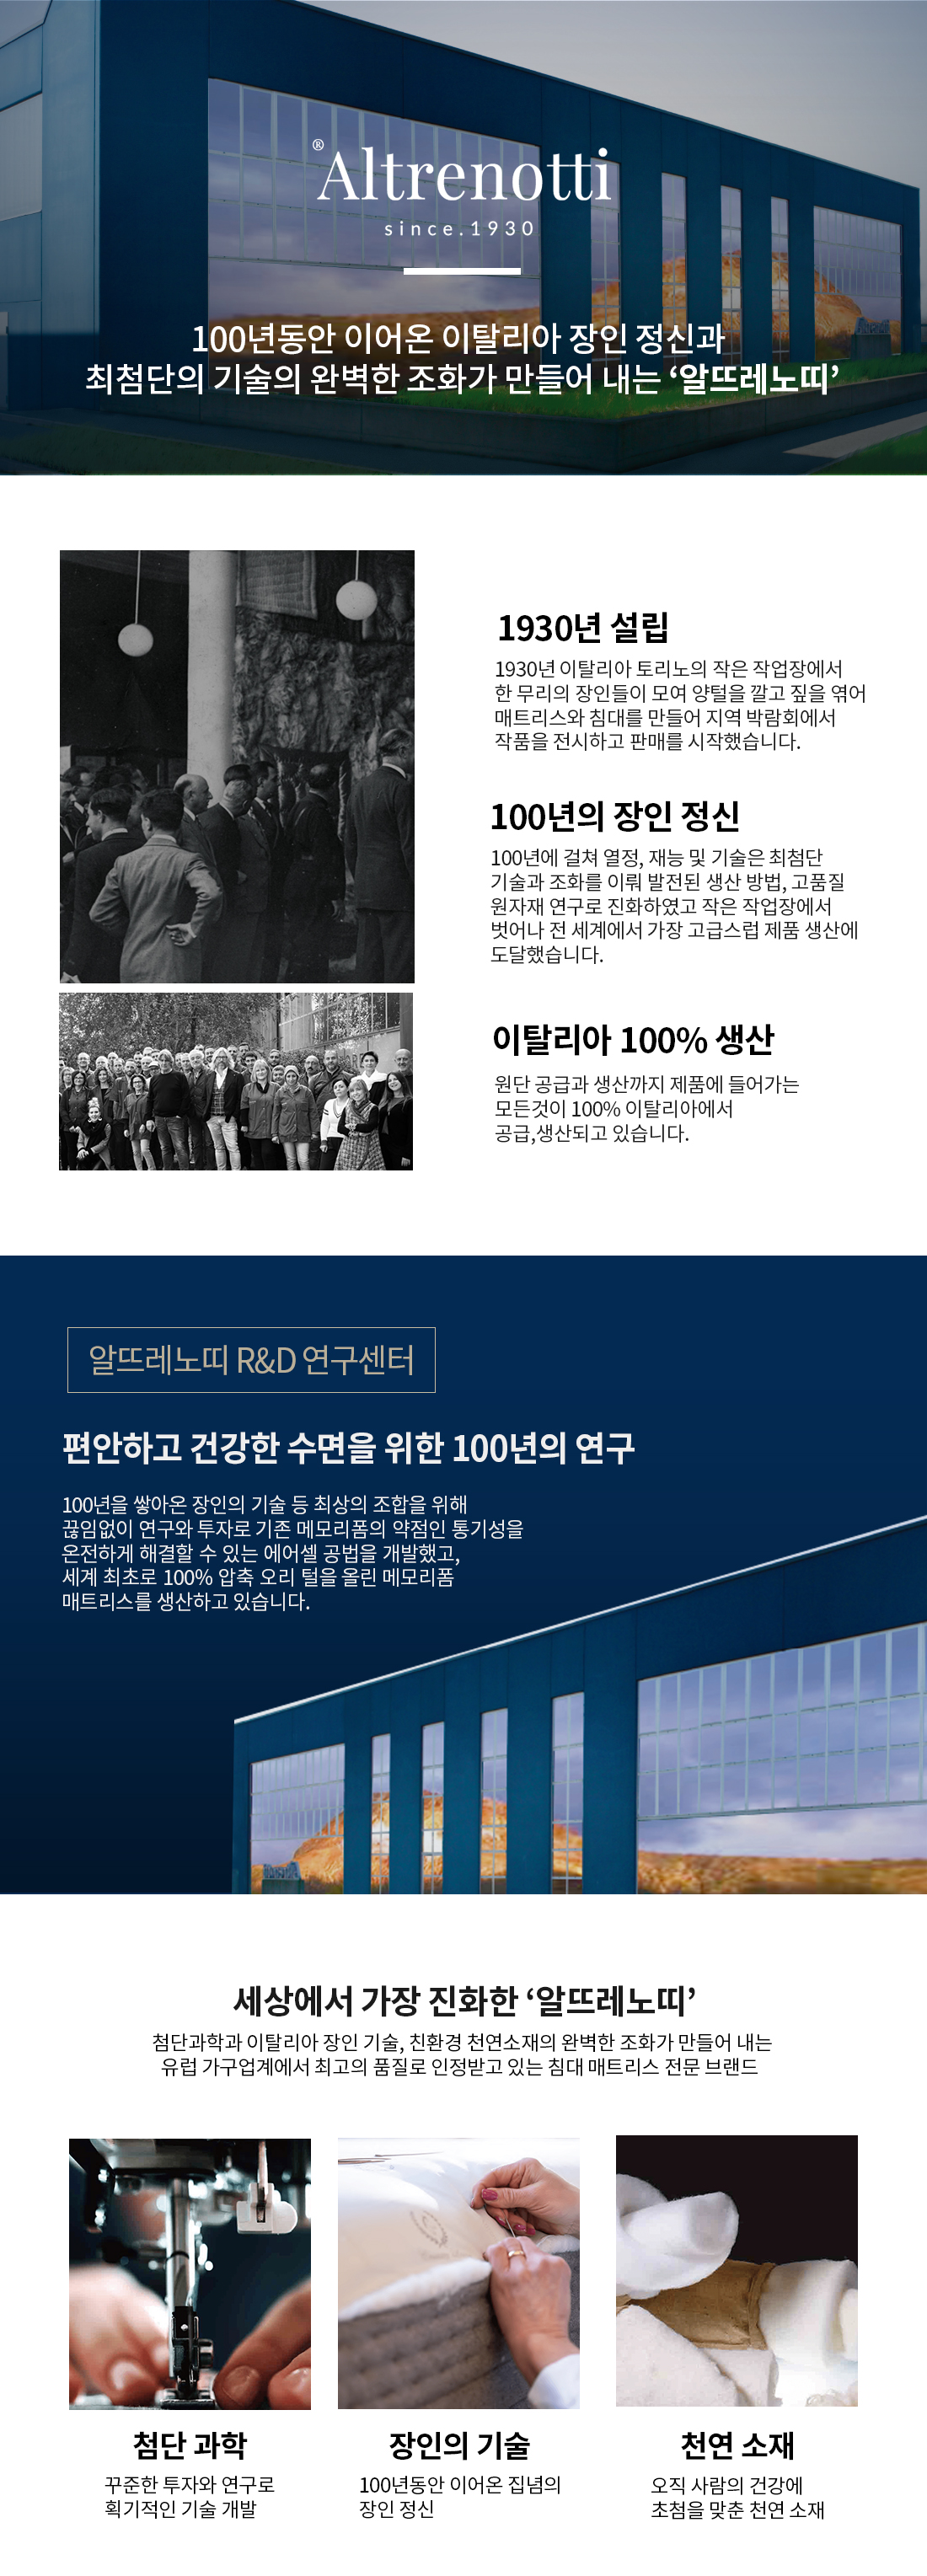 ® Altrenotti
since.1930
100년동안 이어온 이탈리아 장인 정신과
최첨단의 기술의 완벽한 조화가 만들어 내는 ‘알뜨레노띠’
1930년 설립
1930년 이탈리아 토리노의 작은 작업장에서
한 무리의 장인들이 모여 양털을 깔고 짚을 엮어
매트리스와 침대를 만들어 지역 박람회에서
작품을 전시하고 판매를 시작했습니다.
100년의 장인 정신
100년에 걸쳐 열정, 재능 및 기술은 최첨단
기술과 조화를 이뤄 발전된 생산 방법, 고품질
원자재 연구로 진화하였고 작은 작업장에서
벗어나 전 세계에서 가장 고급스럽 제품 생산에
도달했습니다.
이탈리아 100% 생산
원단 공급과 생산까지 제품에 들어가는
모든것이 100% 이탈리아에서
공급,생산되고 있습니다.
알뜨레노띠 R&D 연구센터
편안하고 건강한 수면을 위한 100년의 연구
100년을 쌓아온 장인의 기술 등 최상의 조합을 위해
끊임없이 연구와 투자로 기존 메모리폼의 약점인 통기성을
온전하게 해결할 수 있는 에어셀 공법을 개발했고,
세계 최초로 100% 압축 오리 털을 올린 메모리폼
매트리스를 생산하고 있습니다.
세상에서 가장 진화한 ‘알뜨레노띠’
첨단과학과 이탈리아 장인 기술, 친환경 천연소재의 완벽한 조화가 만들어 내는
유럽 가구업계에서 최고의 품질로 인정받고 있는 침대 매트리스 전문 브랜드
첨단 과학
꾸준한 투자와 연구로
획기적인 기술 개발
장인의 기술
100년동안 이어온 집념의
장인 정신
천연 소재
오직 사람의 건강에
초첨을 맞춘 천연 소재